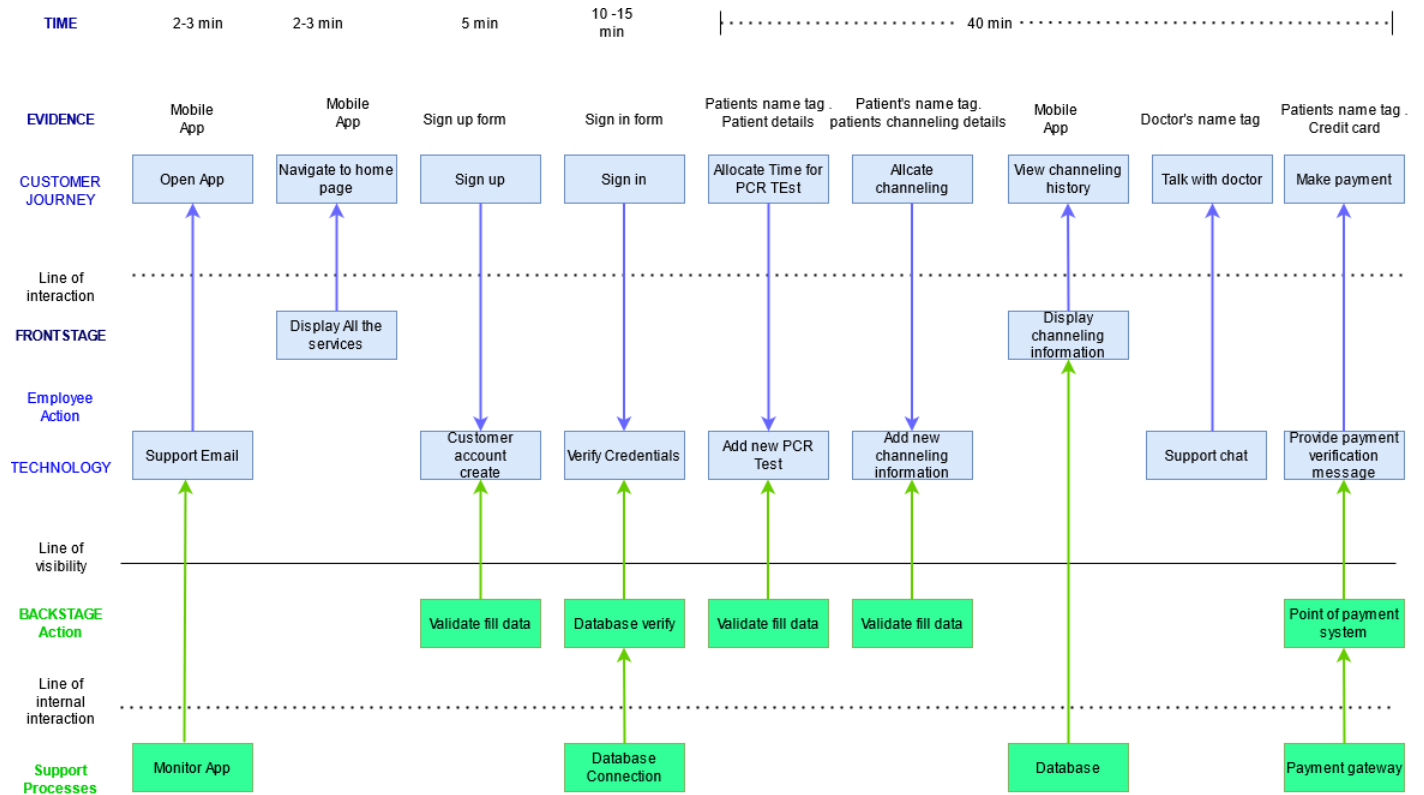 TIME
2-3 min
2-3 min
5 min
10 -15
min
40 min
EVIDENCE
Mobile
App
Mobile
App
Sign up form
Sign in form
Patients name tag .
Patient details
Patient's name tag.
patients channeling details
Mobile
App
Doctor's name tag
Patients name tag .
Credit card
CUSTOMER
JOURNEY
Open App
Navigate to home
page
Sign up
Sign in
Allocate Time for
PCR TEst
Allcate
channeling
View channeling
history
Talk with doctor
Make payment
Line of
interaction
FRONTSTAGE
Display All the
services
Display
channeling
information
Employee
Action
TECHNOLOGY
Support Email
Customer
account
create
Verify Credentials
Add new PCR
Test
Add new
channeling
information
Support chat
Provide payment
verification
message
Line of
visibility
BACKSTAGE
Action
Validate fill data
Database verify
Validate fill data
Validate fill data
Point of payment
system
Line of
internal
interaction
Support
Processes
Monitor App
Database
Connection
Database
Payment gateway